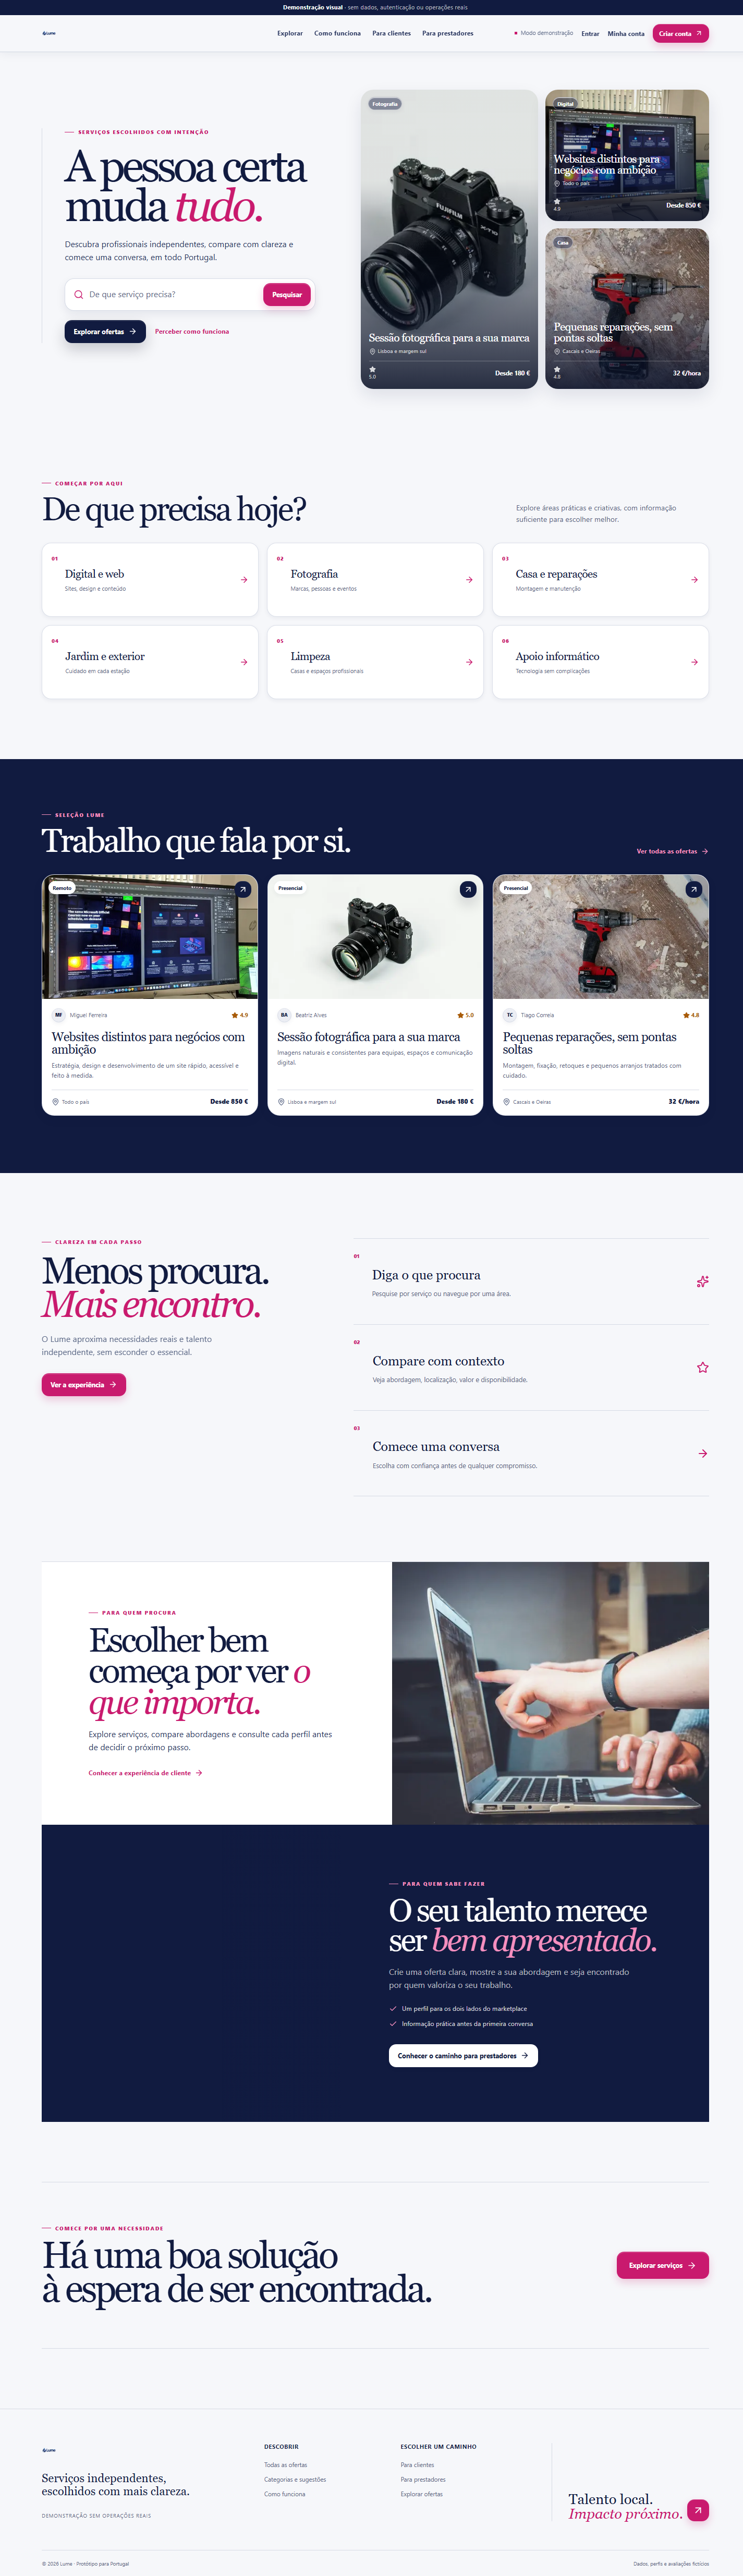 Demonstração visual · sem dados, autenticação ou operações reais
Lume
Explorar
Como funciona
Para clientes
Para prestadores
Modo demonstração
Entrar
Minha conta
Criar conta
SERVIÇOS ESCOLHIDOS COM INTENÇÃO
A pessoa certa
muda tudo.
Descubra profissionais independentes, compare com clareza e
comece uma conversa, em todo Portugal.
De que serviço precisa?
Pesquisar
Explorar ofertas
Perceber como funciona
Fotografia
FUJIFILM
Sessão fotográfica para a sua marca
Lisboa e margem sul
5,0
Desde 180 €
Digital
Websites distintos para
negócios com ambição
Todo o país
4,9
Desde 850 €
Casa
Pequenas reparações, sem
pontas soltas
Cascais e Oeiras
4,8
32 €/hora
COMEÇAR POR AQUI
De que precisa hoje?
Explore áreas práticas e criativas, com informação
suficiente para escolher melhor.
01
Digital e web
Sites, design e conteúdo
02
Fotografia
Marcas, pessoas e eventos
03
Casa e reparações
Montagem e manutenção
04
Jardim e exterior
Cuidado em cada estação
05
Limpeza
Casas e espaços profissionais
06
Apoio informático
Tecnologia sem complicações
SELEÇÃO LUME
Trabalho que fala por si.
Ver todas as ofertas
Remoto
MF
Miguel Ferreira
4,9
Websites distintos para negócios com
ambição
Estratégia, design e desenvolvimento de um site rápido, acessível e
feito à medida.
Todo o país
Desde 850 €
Presencial
BA
Beatriz Alves
5,0
Sessão fotográfica para a sua marca
Imagens naturais e consistentes para equipas, espaços e comunicação
digital.
Lisboa e margem sul
Desde 180 €
Presencial
TC
Tiago Correia
4,8
Pequenas reparações, sem pontas
soltas
Montagem, fixação, retoques e pequenos arranjos tratados com
cuidado.
Cascais e Oeiras
32 €/hora
CLAREZA EM CADA PASSO
Menos procura.
Mais encontro.
O Lume aproxima necessidades reais e talento
independente, sem esconder o essencial.
Ver a experiência
01
Diga o que procura
Pesquise por serviço ou navegue por uma área.
02
Compare com contexto
Veja abordagem, localização, valor e disponibilidade.
03
Comece uma conversa
Escolha com confiança antes de qualquer compromisso.
PARA QUEM PROCURA
Escolher bem
começa por ver o
que importa.
Explore serviços, compare abordagens e consulte cada perfil antes
de decidir o próximo passo.
Conhecer a experiência de cliente
PARA QUEM SABE FAZER
O seu talento merece
ser bem apresentado.
Crie uma oferta clara, mostre a sua abordagem e seja encontrado
por quem valoriza o seu trabalho.
Um perfil para os dois lados do marketplace
Informação prática antes da primeira conversa
Conhecer o caminho para prestadores
COMECE POR UMA NECESSIDADE
Há uma boa solução
à espera de ser encontrada.
Explorar serviços
Lume
Serviços independentes,
escolhidos com mais clareza.
DEMONSTRAÇÃO SEM OPERAÇÕES REAIS
DESCOBRIR
Todas as ofertas
Categorias e sugestões
Como funciona
ESCOLHER UM CAMINHO
Para clientes
Para prestadores
Explorar ofertas
Talento local.
Impacto próximo.
© 2026 Lume · Protótipo para Portugal
Dados, perfis e avaliações fictícios